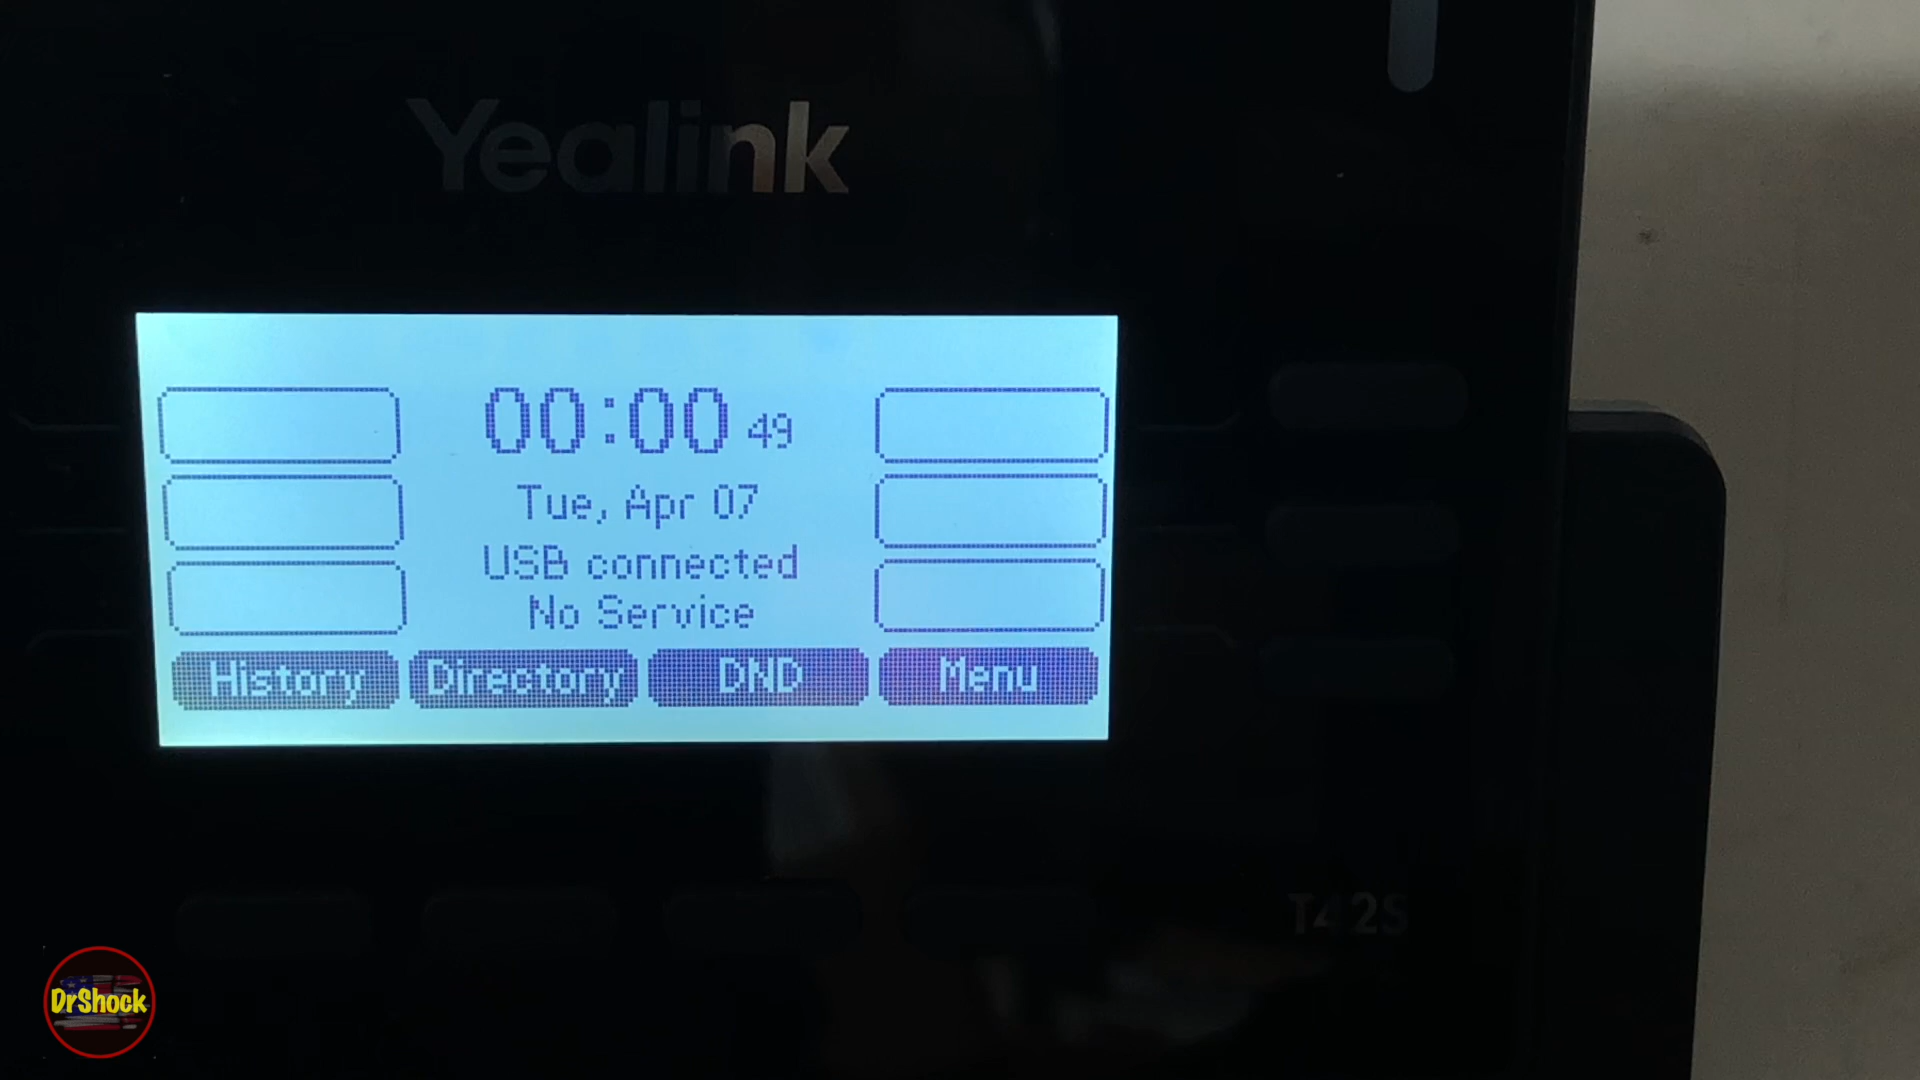 Yealink
00:00 49
Tue, Apr 07
USB connected
No Service
History Directory DND Menu
T42S
DrShock